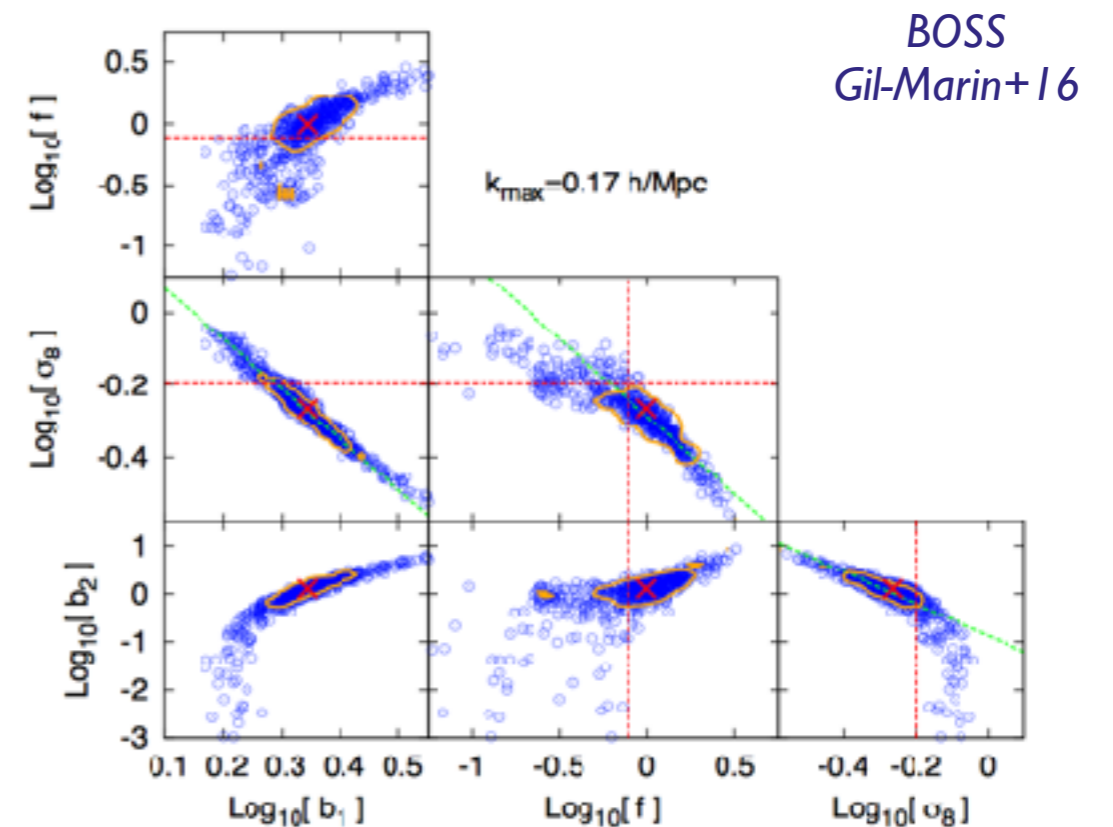 BOSS
Gil-Marin+16
k_max=0.17 h/Mpc
Log10[ f ]
0.5
0
-0.5
-1
Log10[ σ8 ]
0
-0.2
-0.4
Log10[ b2 ]
1
0
-1
-2
-3
0.1 0.2 0.3 0.4 0.5
-1 -0.5 0 0.5
-0.4 -0.2 0
Log10[ b1 ]
Log10[ f ]
Log10[ σ8 ]